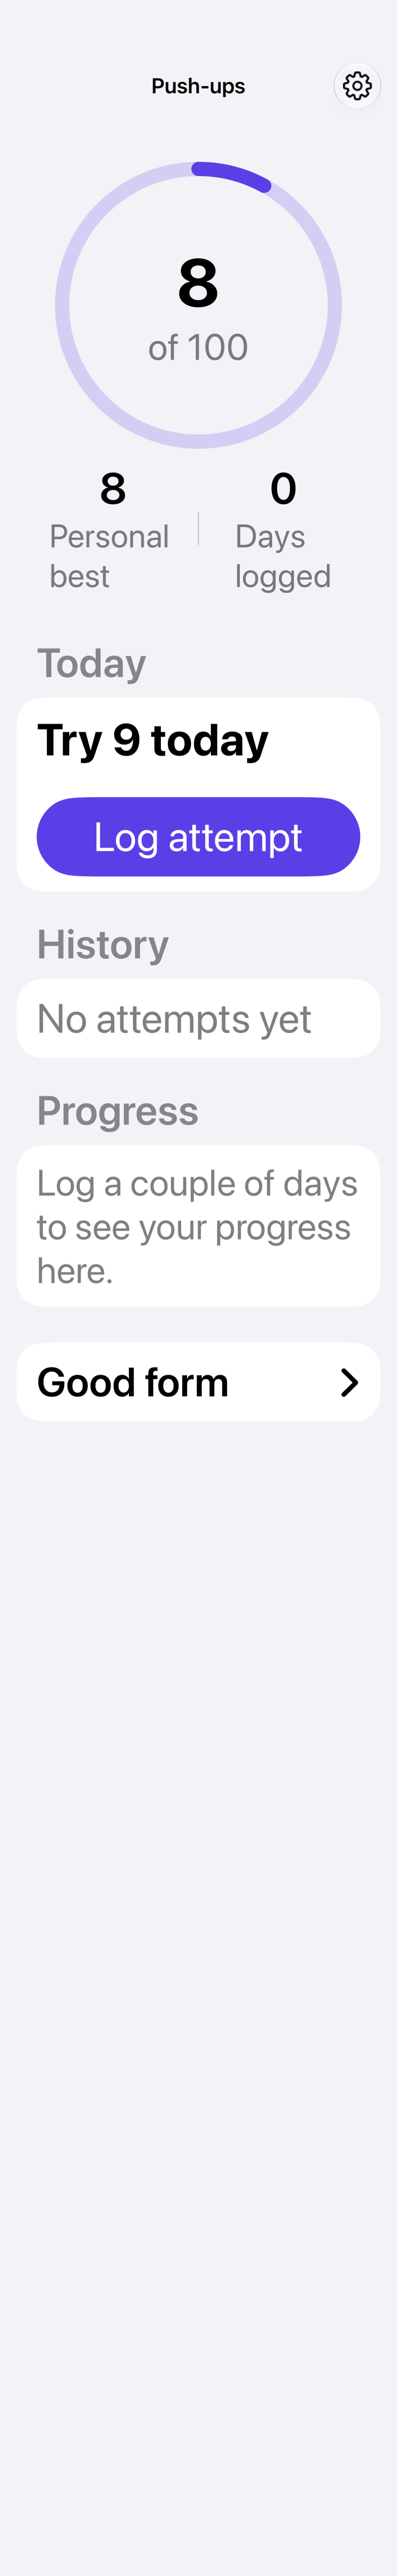 Push-ups
8
of 100
8
Personal
best
0
Days
logged
Today
Try 9 today
Log attempt
History
No attempts yet
Progress
Log a couple of days
to see your progress
here.
Good form